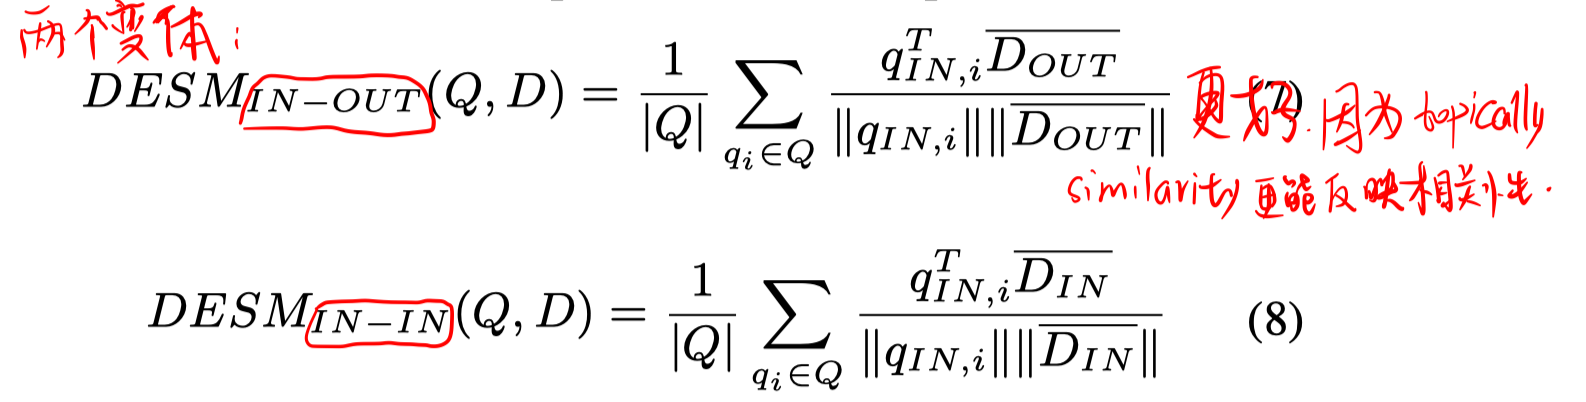 两个变体：
DESM_{IN-OUT}(Q, D) = \frac{1}{|Q|} \sum_{q_i \in Q} \frac{q_{IN,i}^T \overline{D_{OUT}}}{\|q_{IN,i}\| \|\overline{D_{OUT}}\|} (7)
更好. 因为 topically
similarity 更能反映相关性.
DESM_{IN-IN}(Q, D) = \frac{1}{|Q|} \sum_{q_i \in Q} \frac{q_{IN,i}^T \overline{D_{IN}}}{\|q_{IN,i}\| \|\overline{D_{IN}}\|} (8)